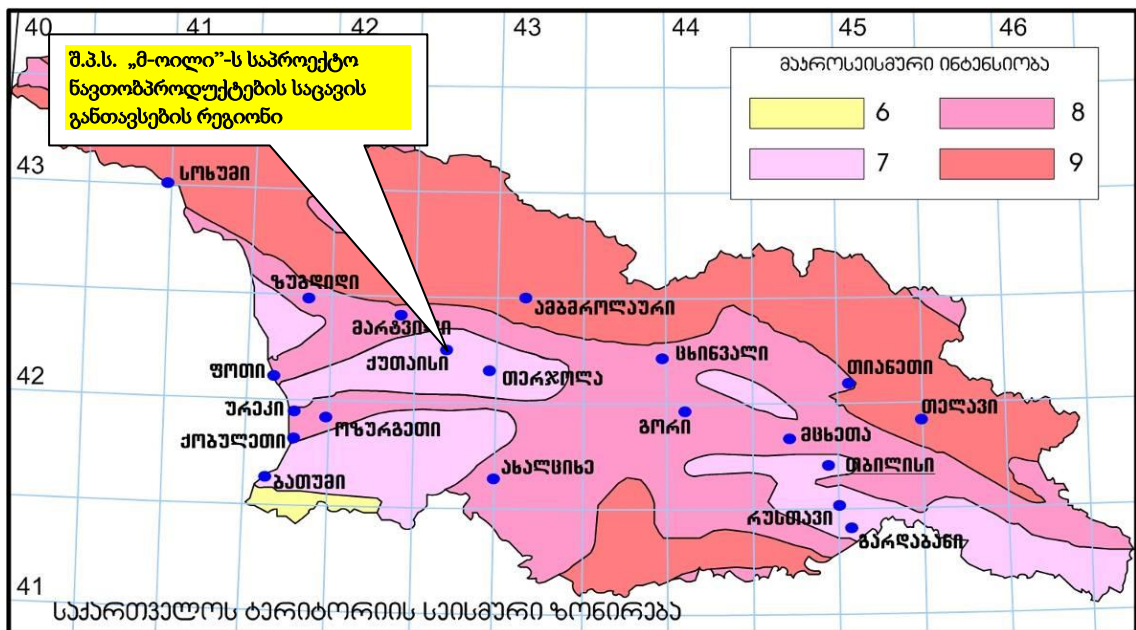 40 41 42 43 44 45 46
შ.პ.ს. „მ-ოილი”-ს საპროექტო
ნავთობპროდუქტების საცავის
განთავსების რეგიონი
მაკროსეისმური ინტენსიობა
6 8
7 9
43
სოხუმი
ზუგდიდი
ამბმროლაური
ქუთაისი
თერჯოლა
ცხინვალი
თიანეთი
ფოთი
42
ურეკი
ოზურგეთი
ქობულეთი
გორი
მცხეთა
თელავი
ახალციხე
თბილისი
ბათუმი
რუსთავი
გარდაბანი
41
საქართველოს ტერიტორიის სეისმური ზონირება